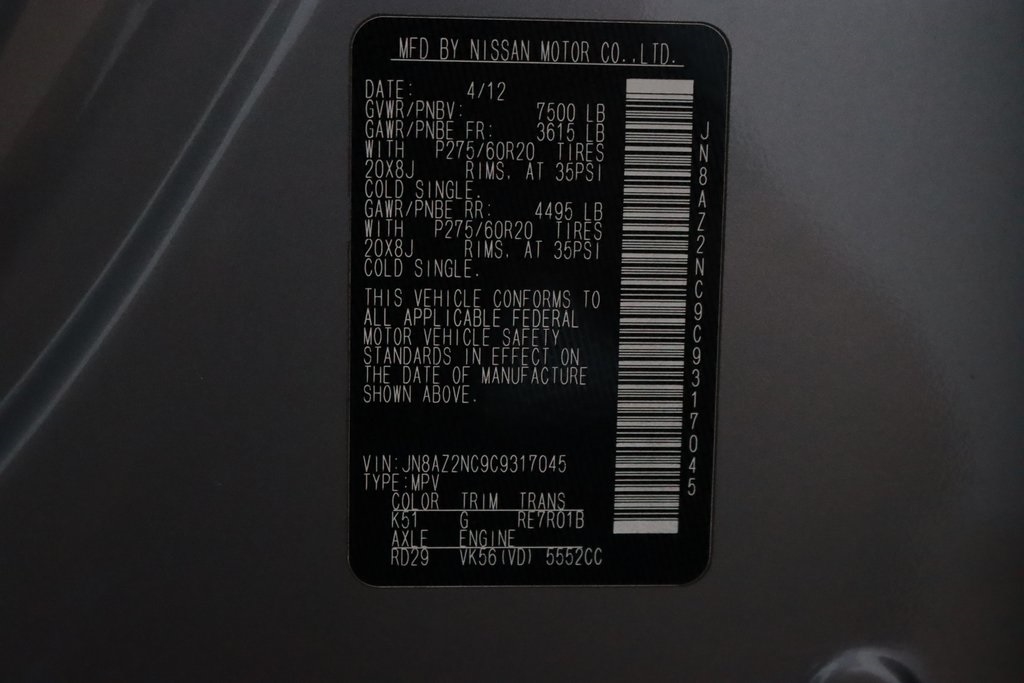 MFD BY NISSAN MOTOR CO.,LTD.
DATE: 4/12
GVWR/PNBV: 7500 LB
GAWR/PNBE FR: 3615 LB
WITH P275/60R20 TIRES
20X8J RIMS, AT 35PSI
COLD SINGLE.
GAWR/PNBE RR: 4495 LB
WITH P275/60R20 TIRES
20X8J RIMS, AT 35PSI
COLD SINGLE.
THIS VEHICLE CONFORMS TO
ALL APPLICABLE FEDERAL
MOTOR VEHICLE SAFETY
STANDARDS IN EFFECT ON
THE DATE OF MANUFACTURE
SHOWN ABOVE.
VIN:JN8AZ2NC9C9317045
TYPE:MPV
COLOR TRIM TRANS
K51 G RE7R01B
AXLE ENGINE
RD29 VK56(VD) 5552CC
JN8AZ2NC9C9317045